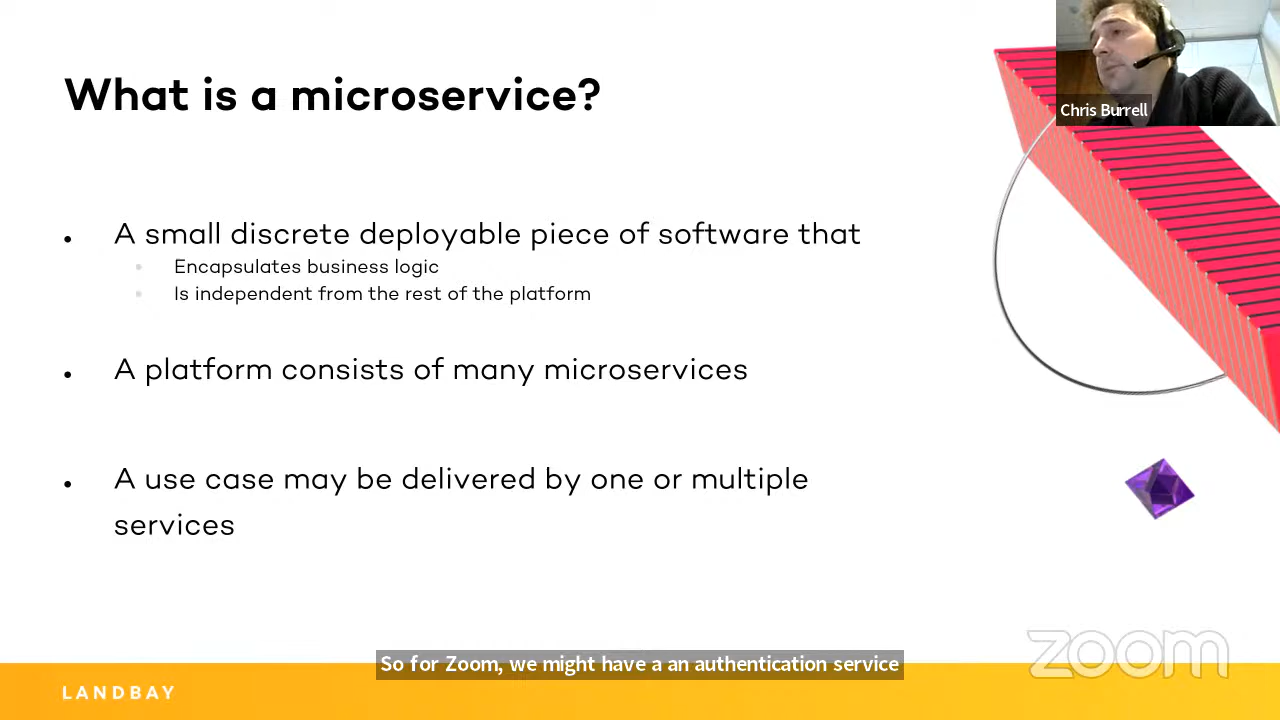 What is a microservice?
Chris Burrell
• A small discrete deployable piece of software that
• Encapsulates business logic
• Is independent from the rest of the platform
• A platform consists of many microservices
• A use case may be delivered by one or multiple
services
zoom
So for Zoom, we might have a an authentication service
LANDBAY